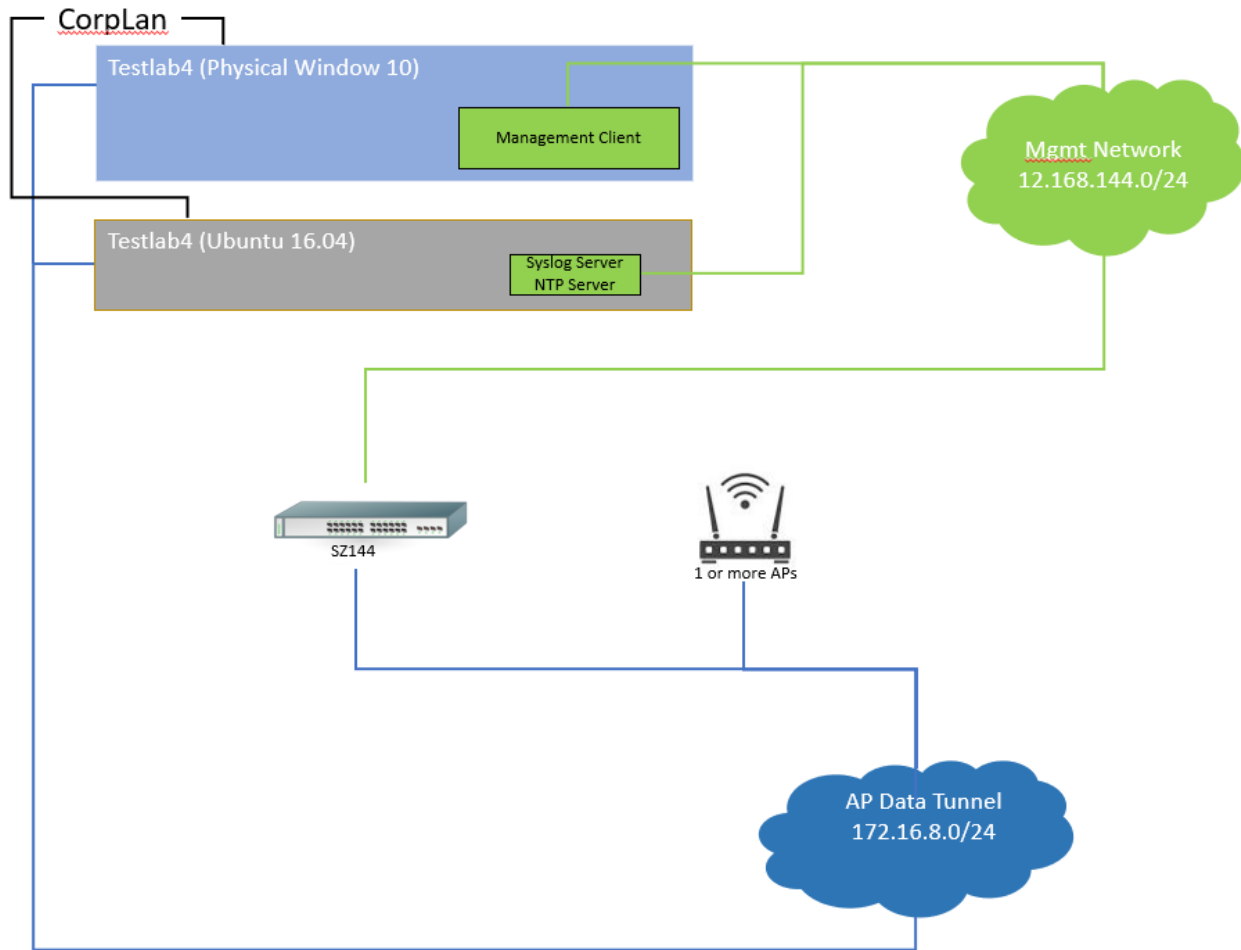 CorpLan
Testlab4 (Physical Window 10)
Management Client
Mgmt Network
12.168.144.0/24
Testlab4 (Ubuntu 16.04)
Syslog Server
NTP Server
SZ144
1 or more APs
AP Data Tunnel
172.16.8.0/24